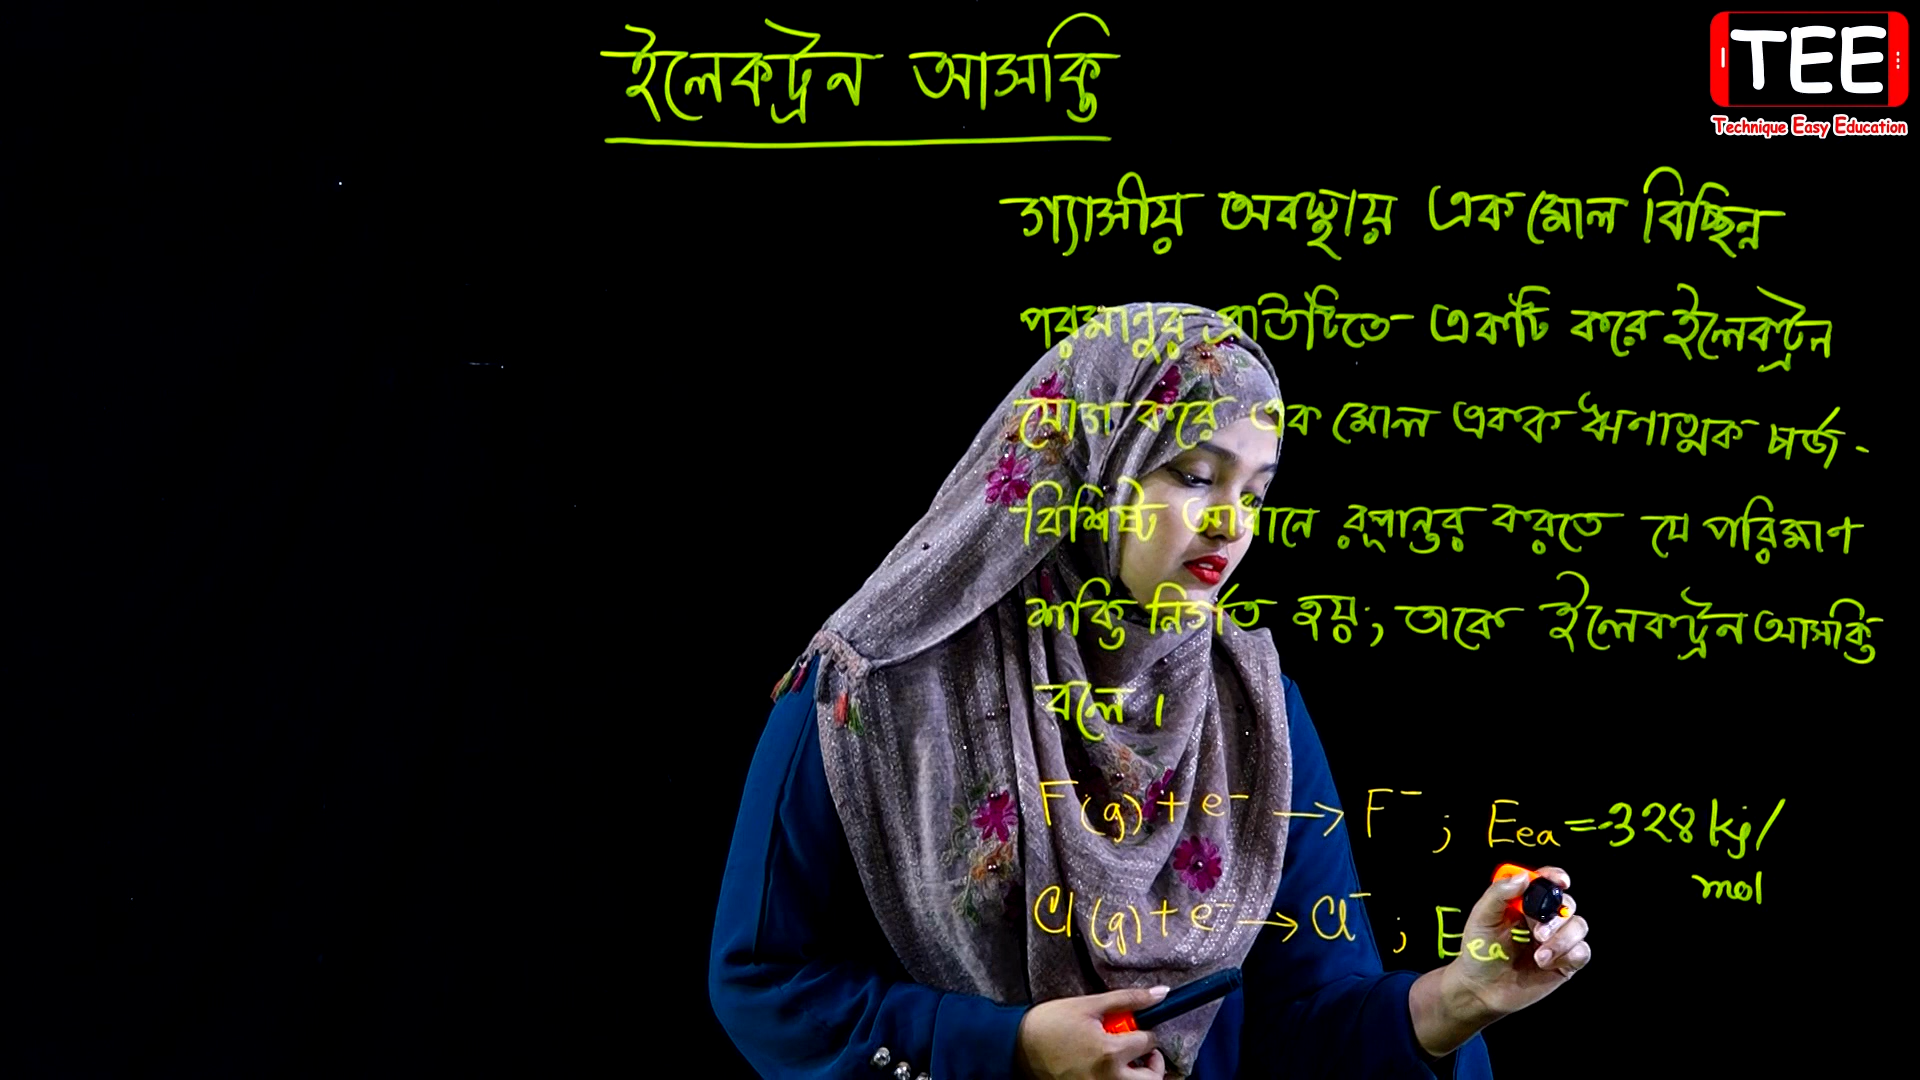 TEE
Technique Easy Education
ইলেকট্রন আসক্তি
গ্যাসীয় অবস্থায় এক মোল বিচ্ছিন্ন
পরমানুর প্রতিটিতে একটি করে ইলেকট্রন
যোগ করে এক মোল একক ঋণাত্মক চার্জ -
বিশিষ্ট আধানে রূপান্তর করতে যে পরিমাণ
শক্তি নির্গত হয়; তাকে ইলেকট্রন আসক্তি
বলে ।
F(g) + e⁻ → F⁻ ; Eea = -328 kj/
mol
Cl(g) + e⁻ → Cl⁻ ; Eea =